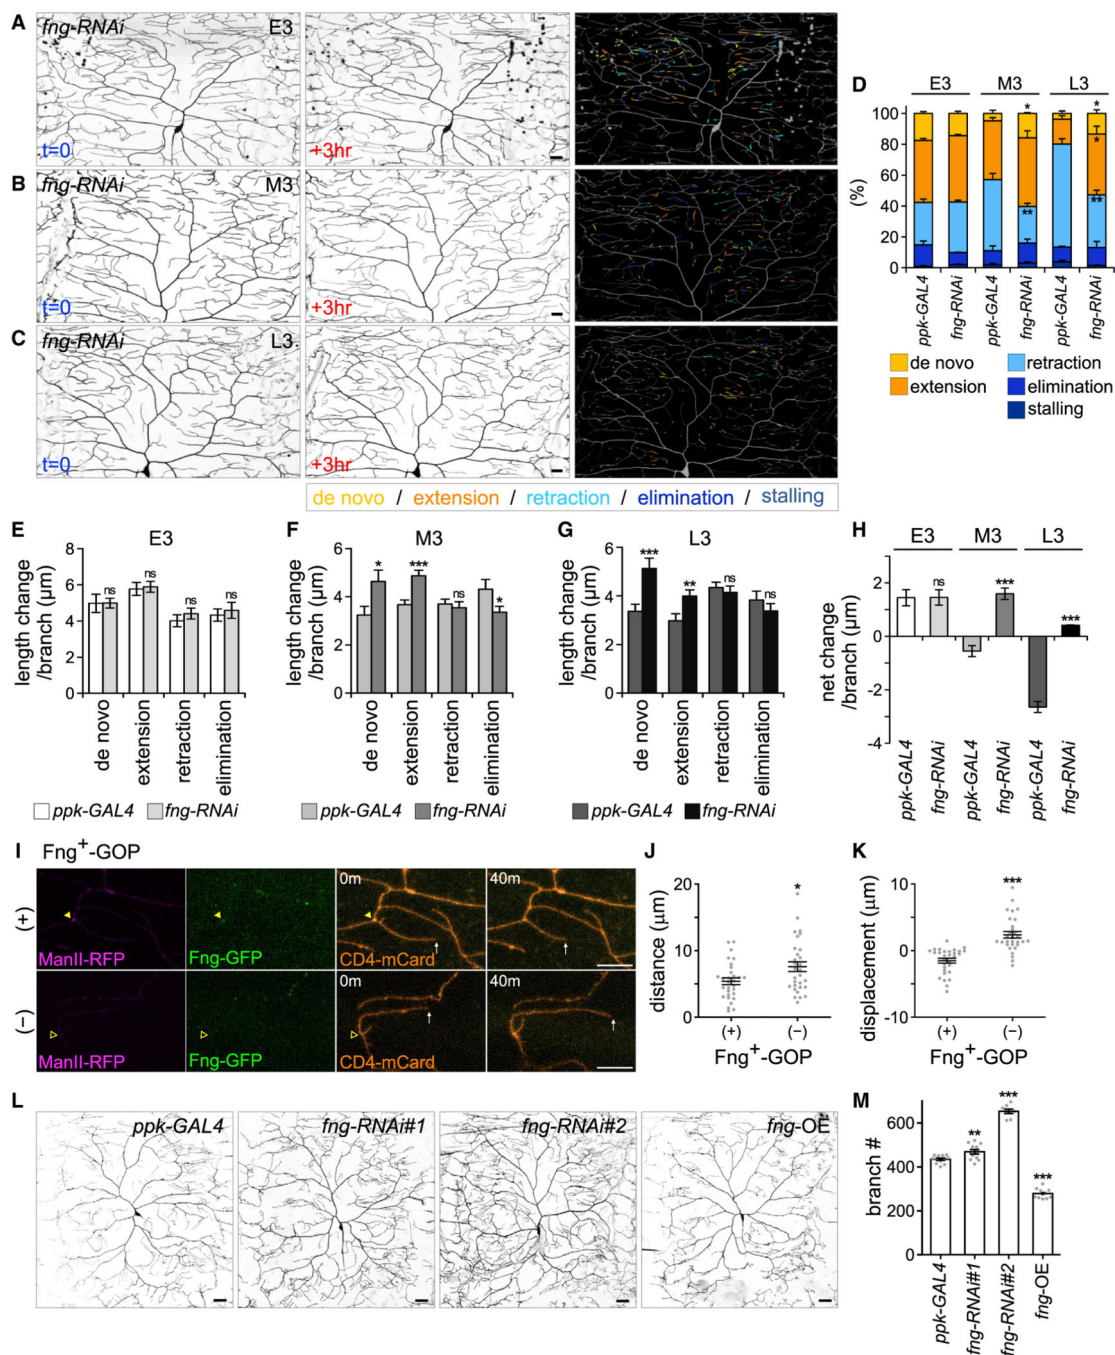 A
fng-RNAi
E3
t=0
+3hr
B
fng-RNAi
M3
t=0
+3hr
C
fng-RNAi
L3
t=0
+3hr
de novo / extension / retraction / elimination / stalling
D
E3 M3 L3
* *
*
** **
100
80
60
40
20
0
(%)
ppk-GAL4
fng-RNAi
ppk-GAL4
fng-RNAi
ppk-GAL4
fng-RNAi
de novo
extension
retraction
elimination
stalling
E
E3
8
6
4
2
0
length change
/branch (µm)
ns ns ns ns
de novo
extension
retraction
elimination
ppk-GAL4 fng-RNAi
F
M3
6
4
2
0
length change
/branch (µm)
* *** ns *
de novo
extension
retraction
elimination
ppk-GAL4 fng-RNAi
G
L3
6
4
2
0
length change
/branch (µm)
*** ** ns ns
de novo
extension
retraction
elimination
ppk-GAL4 fng-RNAi
H
E3 M3 L3
2
0
-2
-4
net change
/branch (µm)
ns *** ***
ppk-GAL4
fng-RNAi
ppk-GAL4
fng-RNAi
ppk-GAL4
fng-RNAi
I
Fng+-GOP
(+)
ManII-RFP
Fng-GFP
0m
CD4-mCard
40m
(−)
ManII-RFP
Fng-GFP
0m
CD4-mCard
40m
J
20
10
0
distance (µm)
*
(+) (−)
Fng+-GOP
K
10
0
-10
displacement (µm)
***
(+) (−)
Fng+-GOP
L
ppk-GAL4
fng-RNAi#1
fng-RNAi#2
fng-OE
M
600
400
200
0
branch #
** *** ***
ppk-GAL4
fng-RNAi#1
fng-RNAi#2
fng-OE